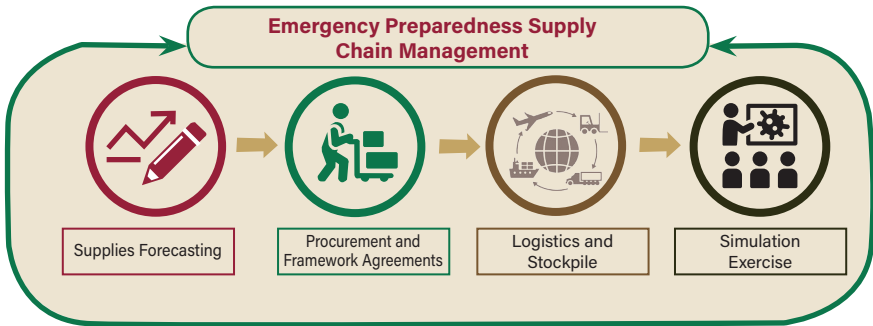 Emergency Preparedness Supply
Chain Management
Supplies Forecasting
Procurement and
Framework Agreements
Logistics and
Stockpile
Simulation
Exercise